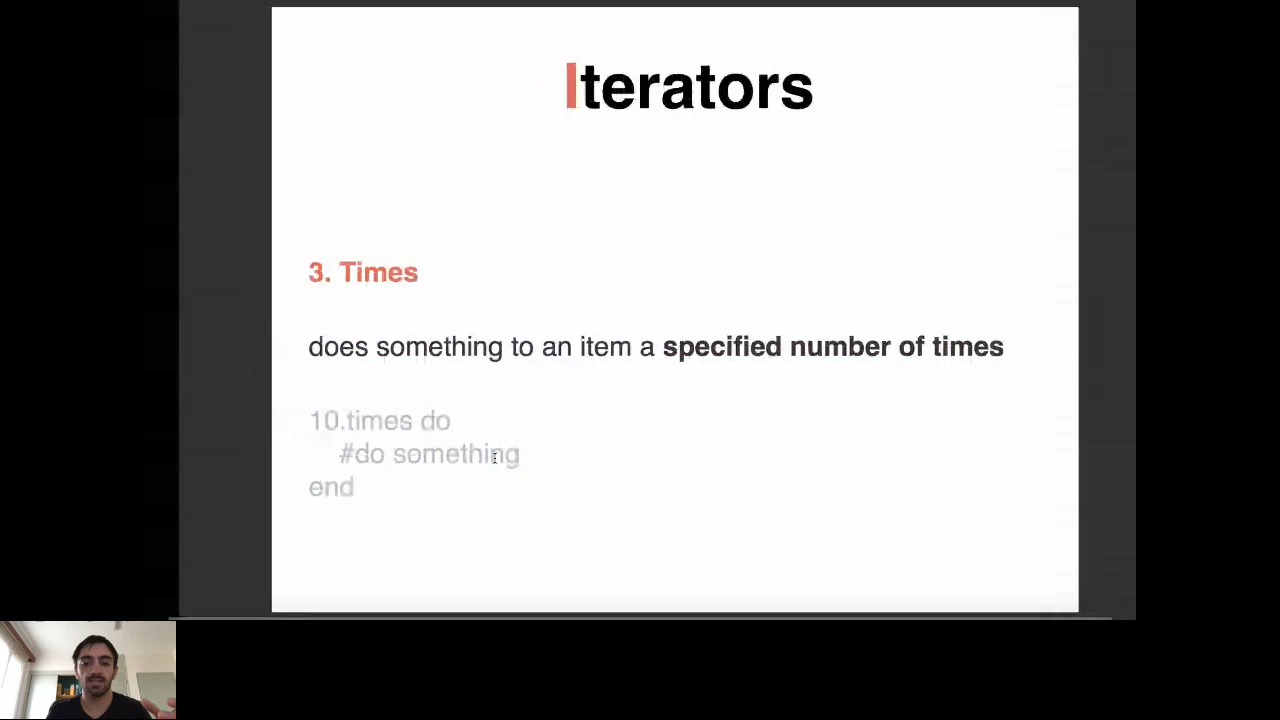 Iterators
3. Times
does something to an item a specified number of times
10.times do
#do something
end